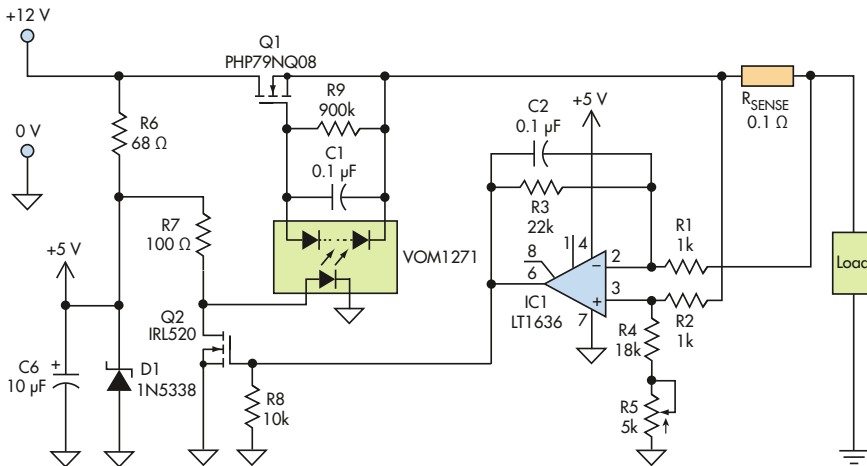 +12 V
0 V
Q1
PHP79NQ08
R9
900k
C1
0.1 µF
VOM1271
R6
68 Ω
R7
100 Ω
+5 V
C6
10 µF
+
D1
1N5338
Q2
IRL520
R8
10k
C2
0.1 µF
+5 V
R3
22k
1
4
8
6
2
3
7
−
+
IC1
LT1636
R1
1k
R2
1k
R4
18k
R5
5k
RSENSE
0.1 Ω
Load